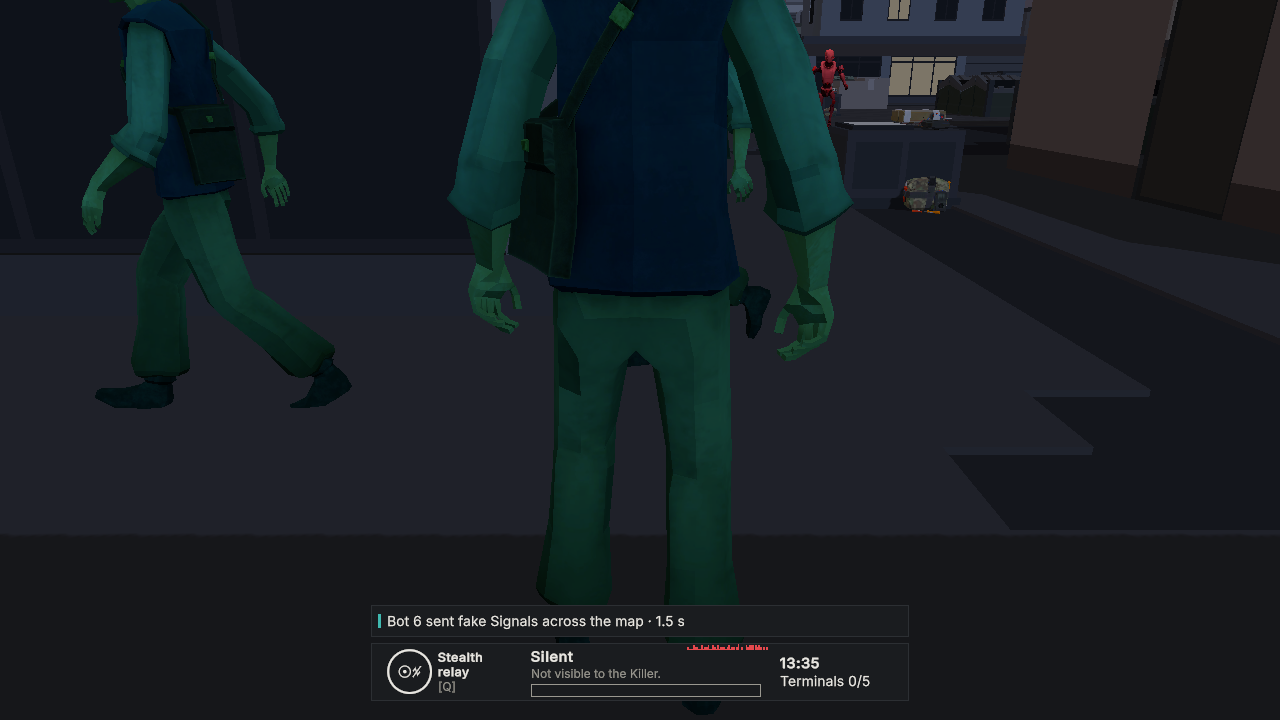 Bot 6 sent fake Signals across the map · 1.5 s
Stealth
relay
[Q]
Silent
Not visible to the Killer.
13:35
Terminals 0/5